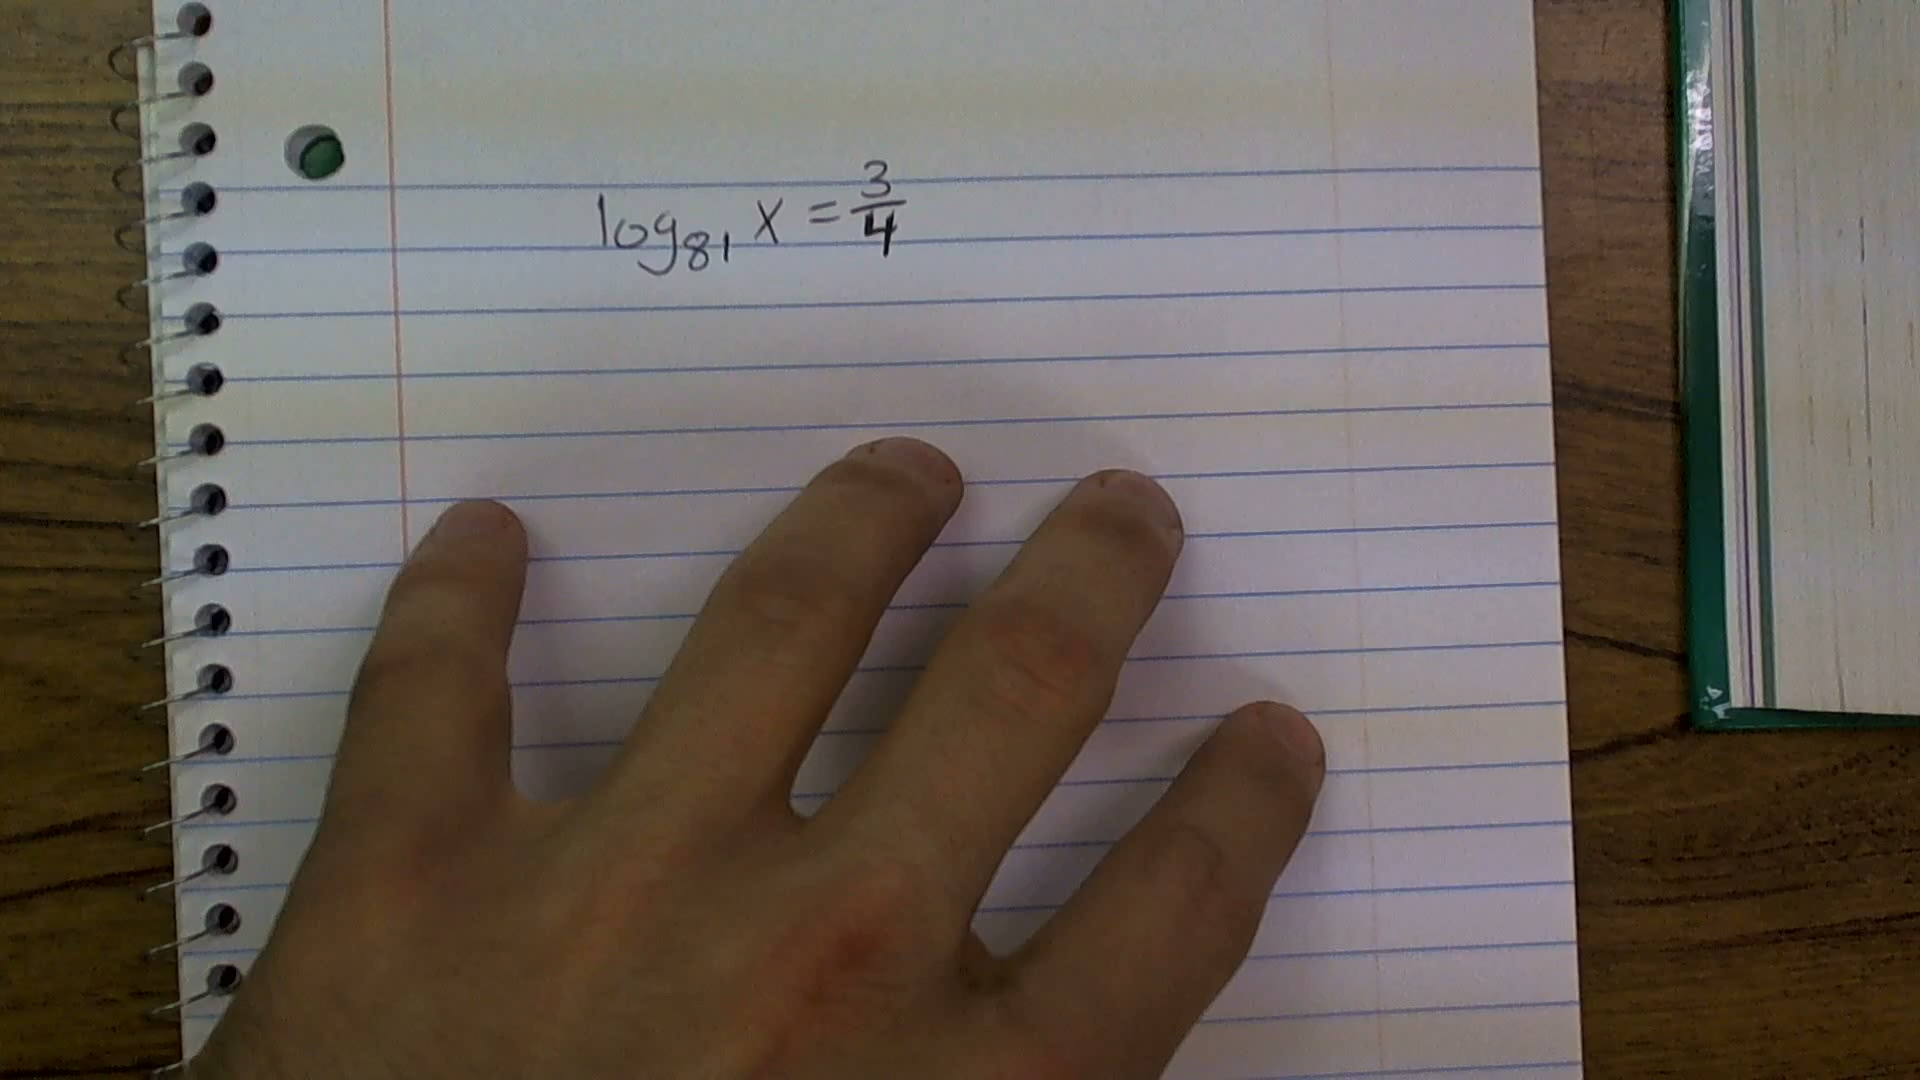 log₈₁ x = 3/4